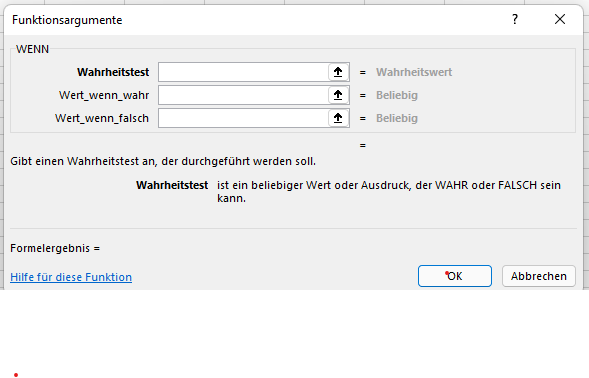 Funktionsargumente ? ×
WENN
Wahrheitstest = Wahrheitswert
Wert_wenn_wahr = Beliebig
Wert_wenn_falsch = Beliebig
=
Gibt einen Wahrheitstest an, der durchgeführt werden soll.
Wahrheitstest ist ein beliebiger Wert oder Ausdruck, der WAHR oder FALSCH sein
kann.
Formelergebnis =
Hilfe für diese Funktion OK Abbrechen